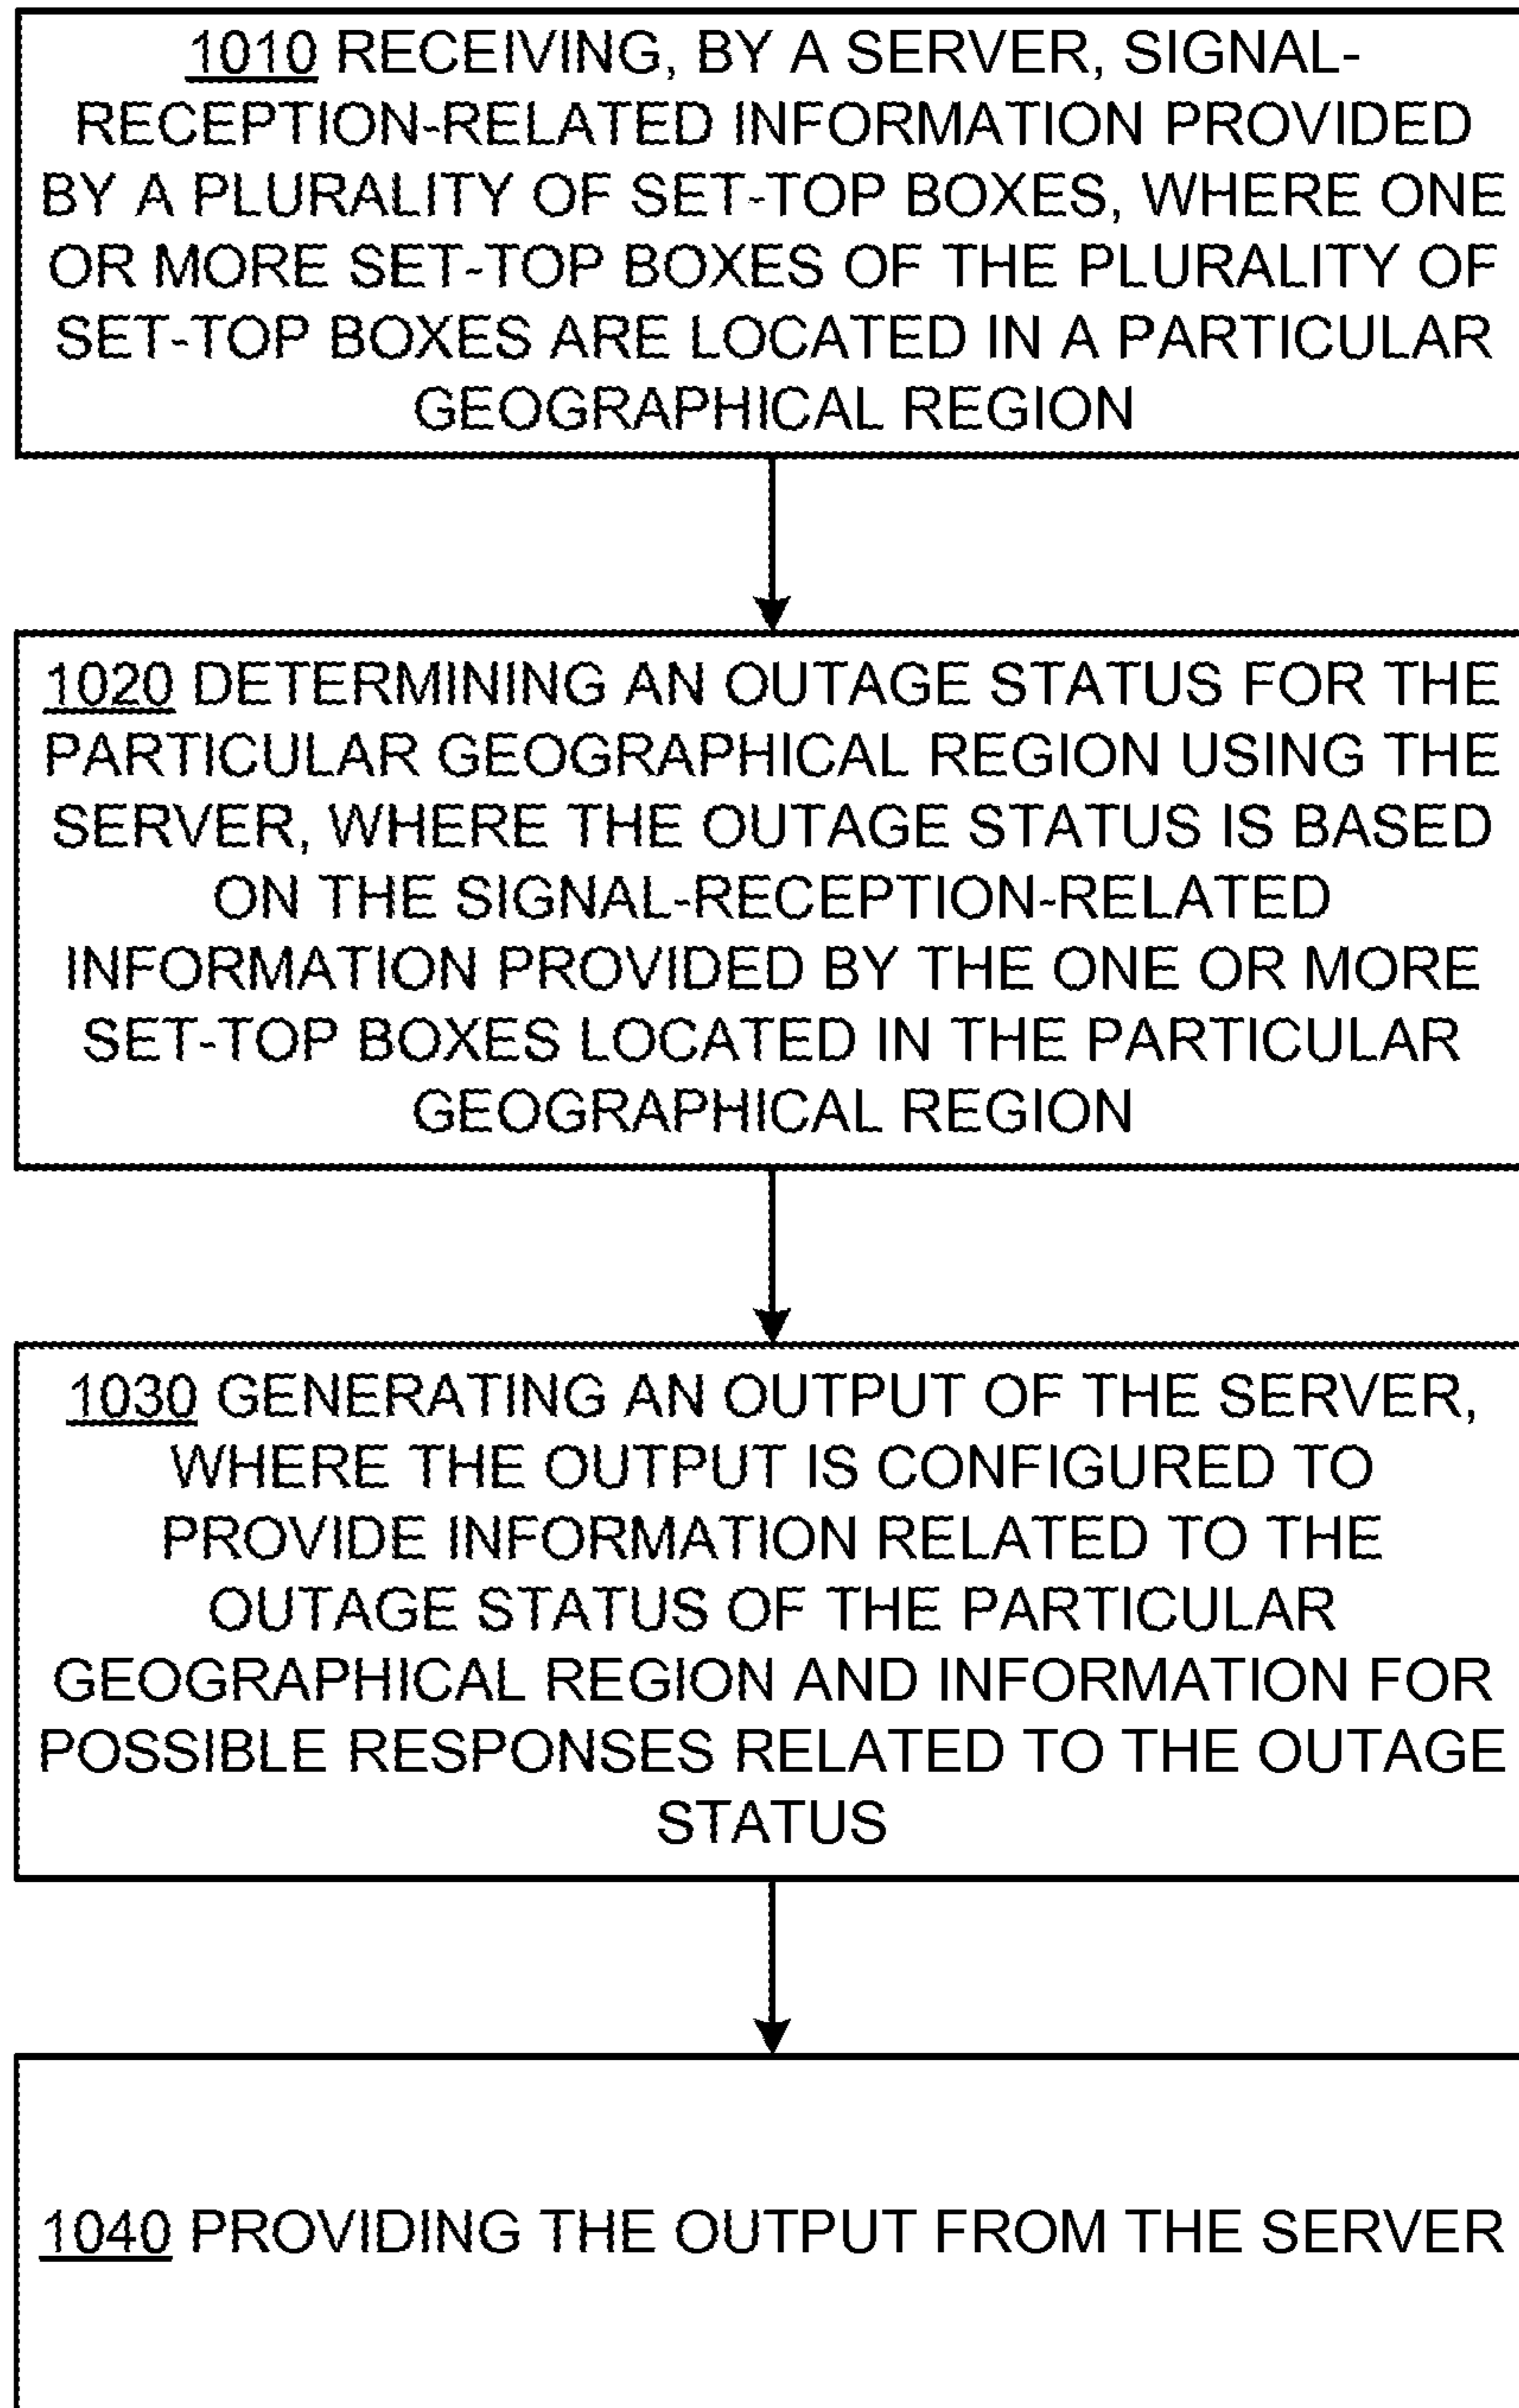 1010 RECEIVING, BY A SERVER, SIGNAL-
RECEPTION-RELATED INFORMATION PROVIDED
BY A PLURALITY OF SET-TOP BOXES, WHERE ONE
OR MORE SET-TOP BOXES OF THE PLURALITY OF
SET-TOP BOXES ARE LOCATED IN A PARTICULAR
GEOGRAPHICAL REGION
1020 DETERMINING AN OUTAGE STATUS FOR THE
PARTICULAR GEOGRAPHICAL REGION USING THE
SERVER, WHERE THE OUTAGE STATUS IS BASED
ON THE SIGNAL-RECEPTION-RELATED
INFORMATION PROVIDED BY THE ONE OR MORE
SET-TOP BOXES LOCATED IN THE PARTICULAR
GEOGRAPHICAL REGION
1030 GENERATING AN OUTPUT OF THE SERVER,
WHERE THE OUTPUT IS CONFIGURED TO
PROVIDE INFORMATION RELATED TO THE
OUTAGE STATUS OF THE PARTICULAR
GEOGRAPHICAL REGION AND INFORMATION FOR
POSSIBLE RESPONSES RELATED TO THE OUTAGE
STATUS
1040 PROVIDING THE OUTPUT FROM THE SERVER